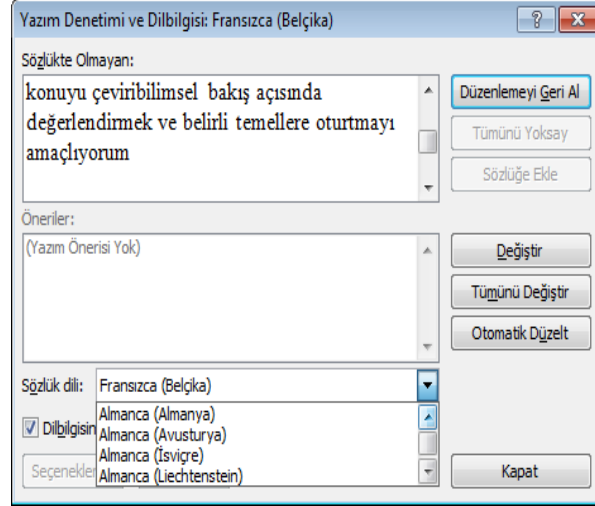 Yazım Denetimi ve Dilbilgisi: Fransızca (Belçika)
Sözlükte Olmayan:
konuyu çeviribilimsel bakış açısında
değerlendirmek ve belirli temellere oturtmayı
amaçlıyorum
Düzenlemeyi Geri Al
Tümünü Yoksay
Sözlüğe Ekle
Öneriler:
(Yazım Önerisi Yok)
Değiştir
Tümünü Değiştir
Otomatik Düzelt
Sözlük dili: Fransızca (Belçika)
Almanca (Almanya)
Dilbilgisin
Almanca (Avusturya)
Almanca (İsviçre)
Seçenekler
Almanca (Liechtenstein)
Kapat